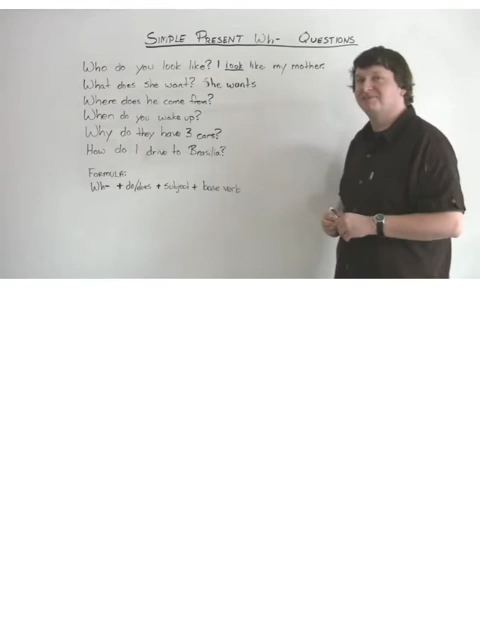 SIMPLE PRESENT Wh- QUESTIONS
Who do you look like? I look like my mother.
What does she want? She wants
Where does he come from?
When do you wake up?
Why do they have 3 cars?
How do I drive to Brasilia?
FORMULA:
Wh- + do/does + subject + base verb